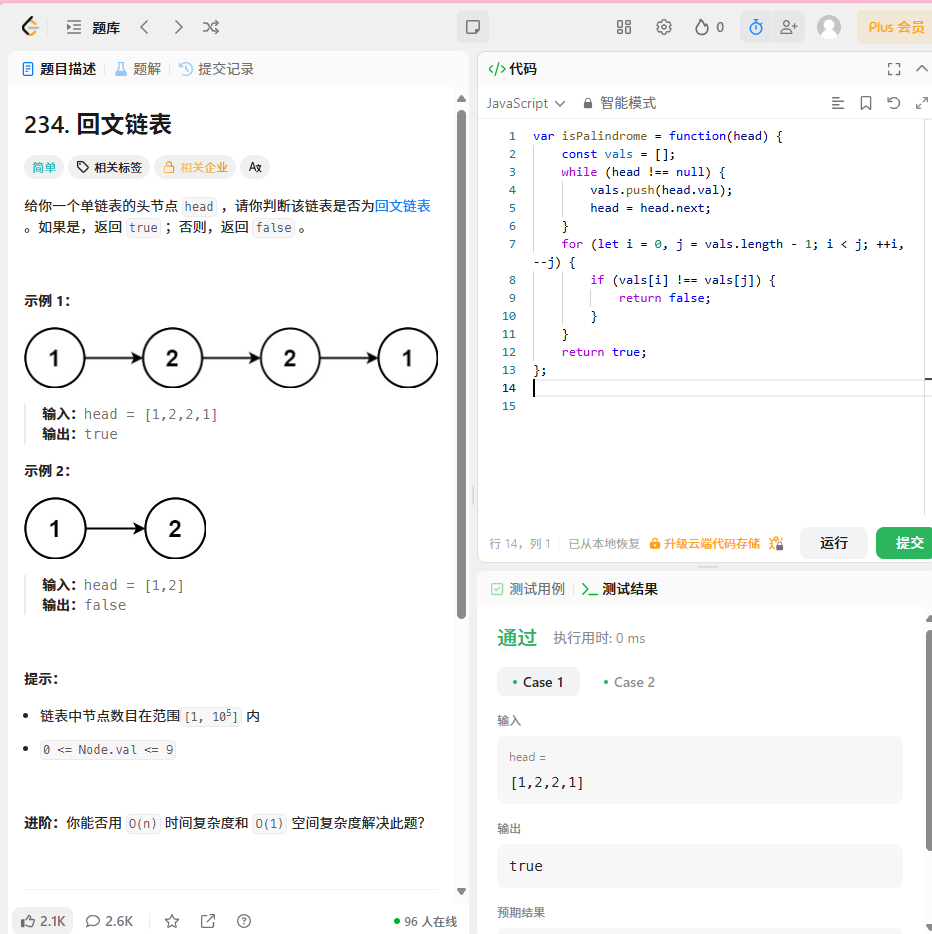 题库
0
Plus 会员
题目描述
题解
提交记录
234. 回文链表
简单
相关标签
相关企业
给你一个单链表的头节点 head ，请你判断该链表是否为回文链表
。如果是，返回 true ；否则，返回 false 。
示例 1：
1 2 2 1
输入：head = [1,2,2,1]
输出：true
示例 2：
1 2
输入：head = [1,2]
输出：false
提示：
链表中节点数目在范围[1, 10⁵] 内
0 <= Node.val <= 9
进阶：你能否用 O(n) 时间复杂度和 O(1) 空间复杂度解决此题？
2.1K
2.6K
96 人在线
</> 代码
JavaScript
智能模式
1 var isPalindrome = function(head) {
2     const vals = [];
3     while (head !== null) {
4         vals.push(head.val);
5         head = head.next;
6     }
7     for (let i = 0, j = vals.length - 1; i < j; ++i,
--j) {
8         if (vals[i] !== vals[j]) {
9             return false;
10         }
11     }
12     return true;
13 };
14
15
行 14，列 1
已从本地恢复
升级云端代码存储
运行
提交
测试用例
测试结果
通过
执行用时: 0 ms
Case 1
Case 2
输入
head =
[1,2,2,1]
输出
true
预期结果